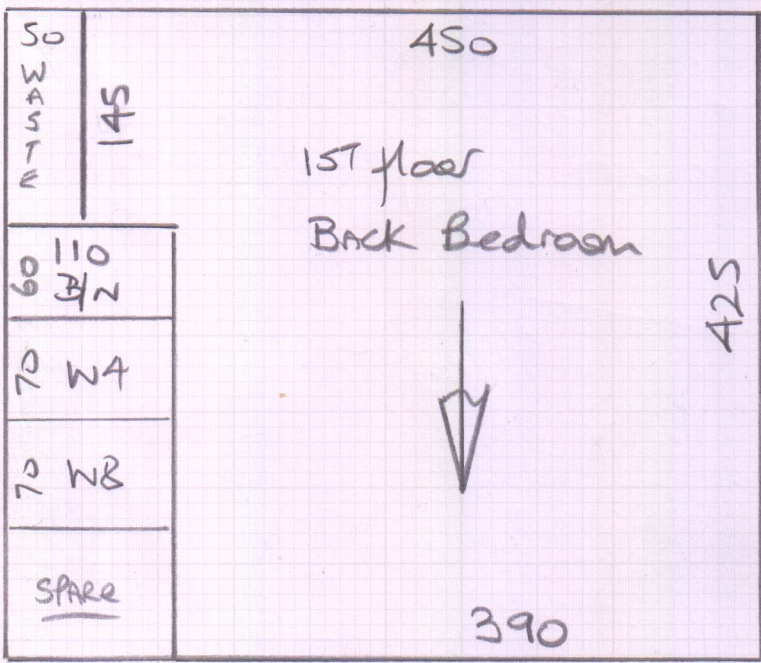 50
WASTE
145
450
1ST floor
Back Bedroom
425
60
110
B/N
70 W4
70 W8
SPARE
390